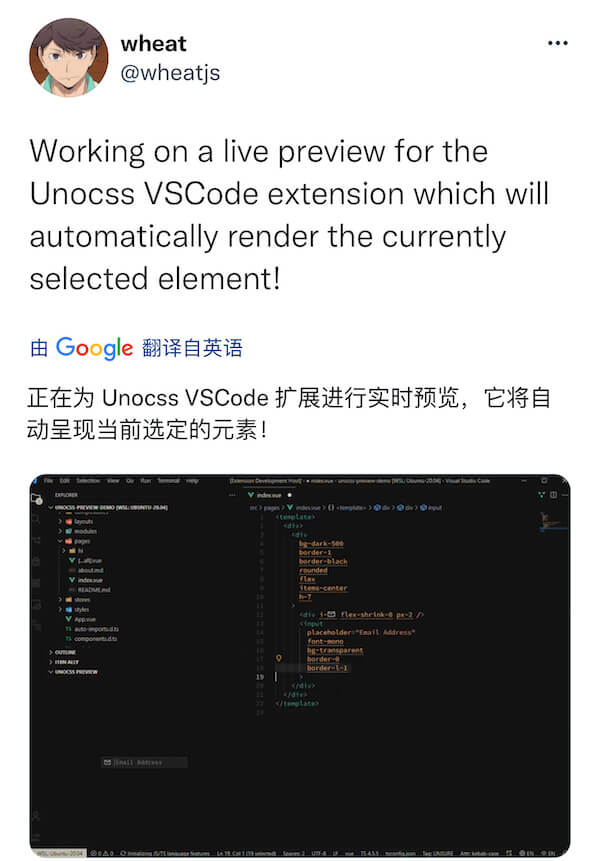 wheat
@wheatjs
Working on a live preview for the
Unocss VSCode extension which will
automatically render the currently
selected element!
由 Google 翻译自英语
正在为 Unocss VSCode 扩展进行实时预览，它将自
动呈现当前选定的元素！
File Edit Selection View Go Run Terminal Help
[Extension Development Host] • index.vue - unocss-preview-demo [WSL: Ubuntu-20.04] - Visual Studio Code
EXPLORER
UNOCSS-PREVIEW-DEMO [WSL: UBUNTU-20.04]
layouts
modules
pages
hi
[...all].vue
about.md
index.vue
README.md
stores
styles
App.vue
auto-imports.d.ts
components.d.ts
OUTLINE
UNOCSS PREVIEW
Email Address
index.vue
src > pages > index.vue > {} <template> > div > div > input
<template>
<div>
<div
bg-dark-500
border-1
border-black
rounded
flex
items-center
h-7
>
<div i- flex-shrink-0 px-2 />
<input
placeholder="Email Address"
font-mono
bg-transparent
border-0
border-l-1
19 >
</div>
</div>
</template>
WSL: Ubuntu-20.04 0 0 Initializing JS/TS language features Ln 19, Col 1 (19 selected) Spaces: 2 UTF-8 LF vue TS 4.5.5 tsconfig.json Tag: UNSURE Attr: kebab-case EN EN